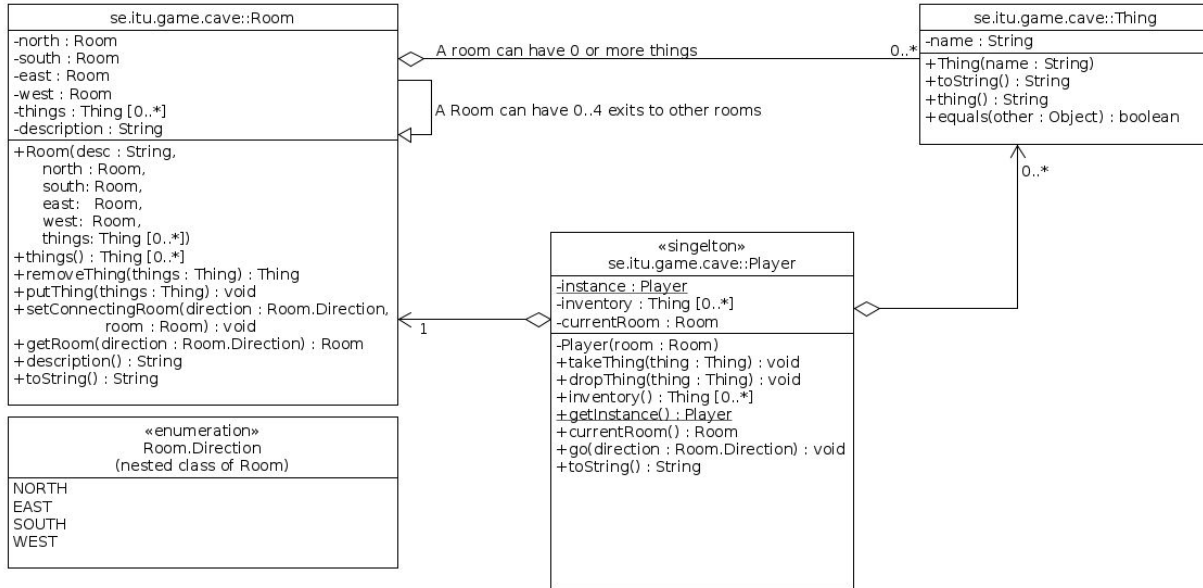 se.itu.game.cave::Room
-north : Room
-south : Room
-east : Room
-west : Room
-things : Thing [0..*]
-description : String
+Room(desc : String,
north : Room,
south: Room,
east: Room,
west: Room,
things: Thing [0..*])
+things() : Thing [0..*]
+removeThing(things : Thing) : Thing
+putThing(things : Thing) : void
+setConnectingRoom(direction : Room.Direction,
room : Room) : void
+getRoom(direction : Room.Direction) : Room
+description() : String
+toString() : String
A room can have 0 or more things
0..*
A Room can have 0..4 exits to other rooms
se.itu.game.cave::Thing
-name : String
+Thing(name : String)
+toString() : String
+thing() : String
+equals(other : Object) : boolean
0..*
1
«singelton»
se.itu.game.cave::Player
-instance : Player
-inventory : Thing [0..*]
-currentRoom : Room
-Player(room : Room)
+takeThing(thing : Thing) : void
+dropThing(thing : Thing) : void
+inventory() : Thing [0..*]
+getInstance() : Player
+currentRoom() : Room
+go(direction : Room.Direction) : void
+toString() : String
«enumeration»
Room.Direction
(nested class of Room)
NORTH
EAST
SOUTH
WEST